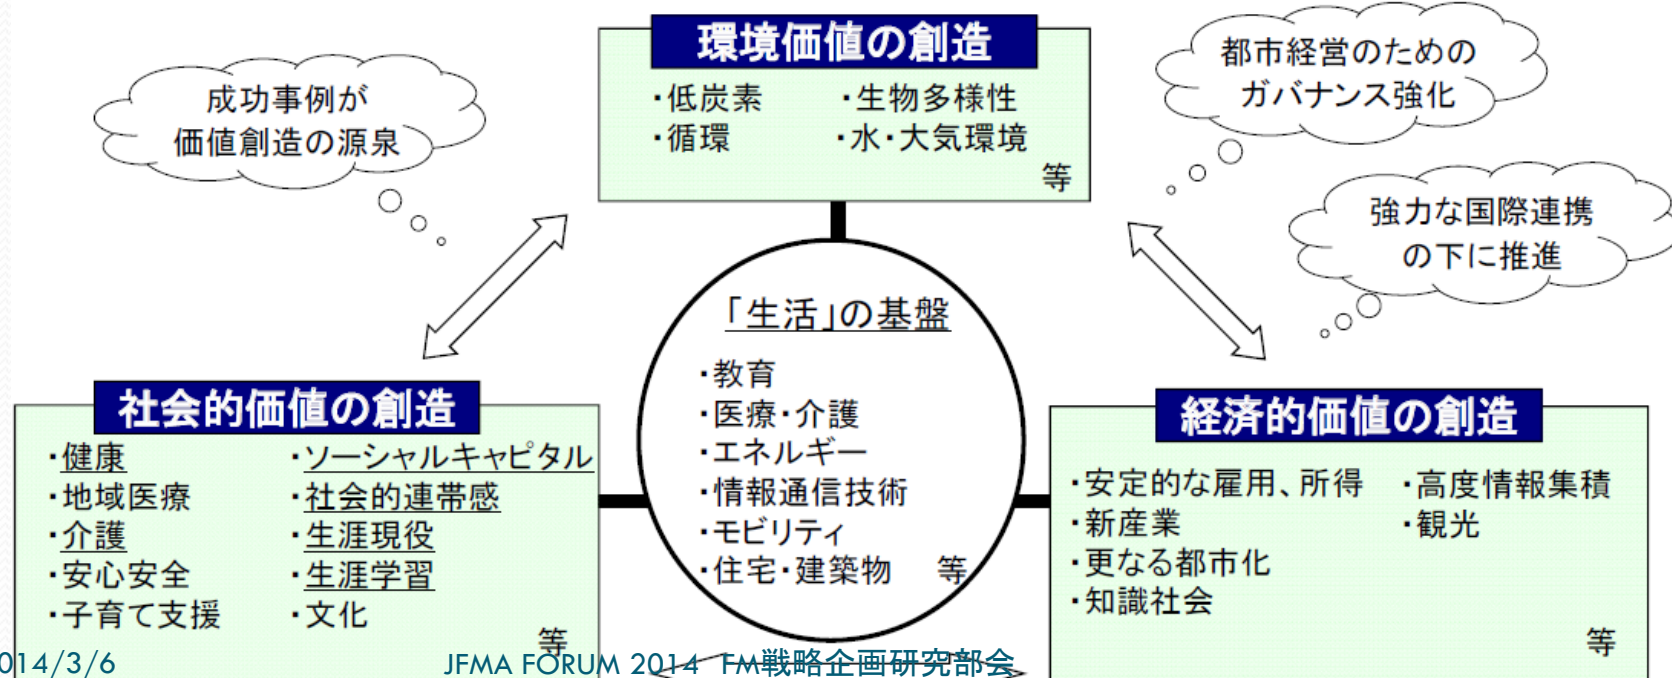 環境価値の創造
・低炭素　・生物多様性
・循環　・水・大気環境
等
成功事例が
価値創造の源泉
都市経営のための
ガバナンス強化
強力な国際連携
の下に推進
「生活」の基盤
・教育
・医療・介護
・エネルギー
・情報通信技術
・モビリティ
・住宅・建築物　等
社会的価値の創造
・健康　・ソーシャルキャピタル
・地域医療　・社会的連帯感
・介護　・生涯現役
・安心安全　・生涯学習
・子育て支援　・文化
等
経済的価値の創造
・安定的な雇用、所得　・高度情報集積
・新産業　・観光
・更なる都市化
・知識社会
等
014/3/6
JFMA FORUM 2014 FM戦略企画研究部会